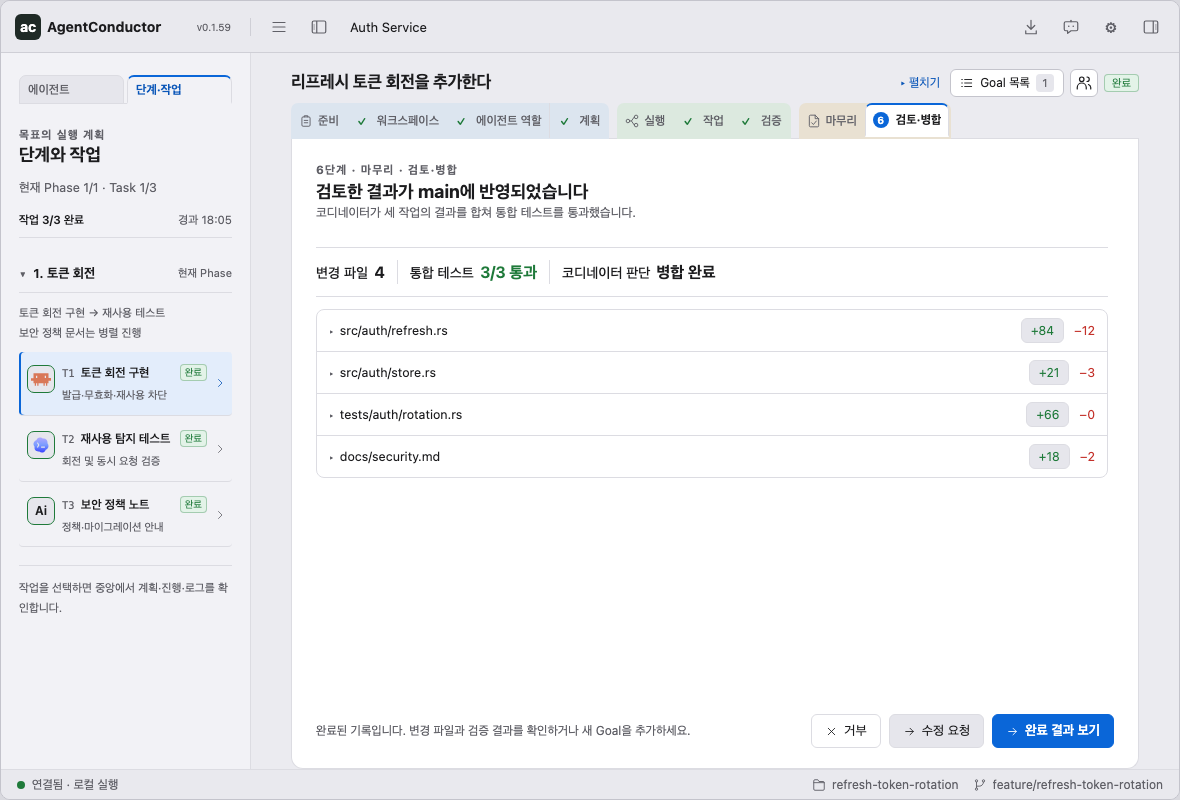 ac AgentConductor v0.1.59 Auth Service
에이전트 단계·작업
목표의 실행 계획
단계와 작업
현재 Phase 1/1 · Task 1/3
작업 3/3 완료 경과 18:05
▾ 1. 토큰 회전 현재 Phase
토큰 회전 구현 → 재사용 테스트
보안 정책 문서는 병렬 진행
T1 토큰 회전 구현 완료
발급·무효화·재사용 차단
T2 재사용 탐지 테스트 완료
회전 및 동시 요청 검증
Ai T3 보안 정책 노트 완료
정책·마이그레이션 안내
작업을 선택하면 중앙에서 계획·진행·로그를 확
인합니다.
리프레시 토큰 회전을 추가한다 ▸ 펼치기 Goal 목록 1 완료
준비 ✓ 워크스페이스 ✓ 에이전트 역할 ✓ 계획 실행 ✓ 작업 ✓ 검증 마무리 6 검토·병합
6단계 · 마무리 · 검토·병합
검토한 결과가 main에 반영되었습니다
코디네이터가 세 작업의 결과를 합쳐 통합 테스트를 통과했습니다.
변경 파일 4 통합 테스트 3/3 통과 코디네이터 판단 병합 완료
▸ src/auth/refresh.rs +84 −12
▸ src/auth/store.rs +21 −3
▸ tests/auth/rotation.rs +66 −0
▸ docs/security.md +18 −2
완료된 기록입니다. 변경 파일과 검증 결과를 확인하거나 새 Goal을 추가하세요. × 거부 → 수정 요청 → 완료 결과 보기
연결됨 · 로컬 실행 refresh-token-rotation feature/refresh-token-rotation